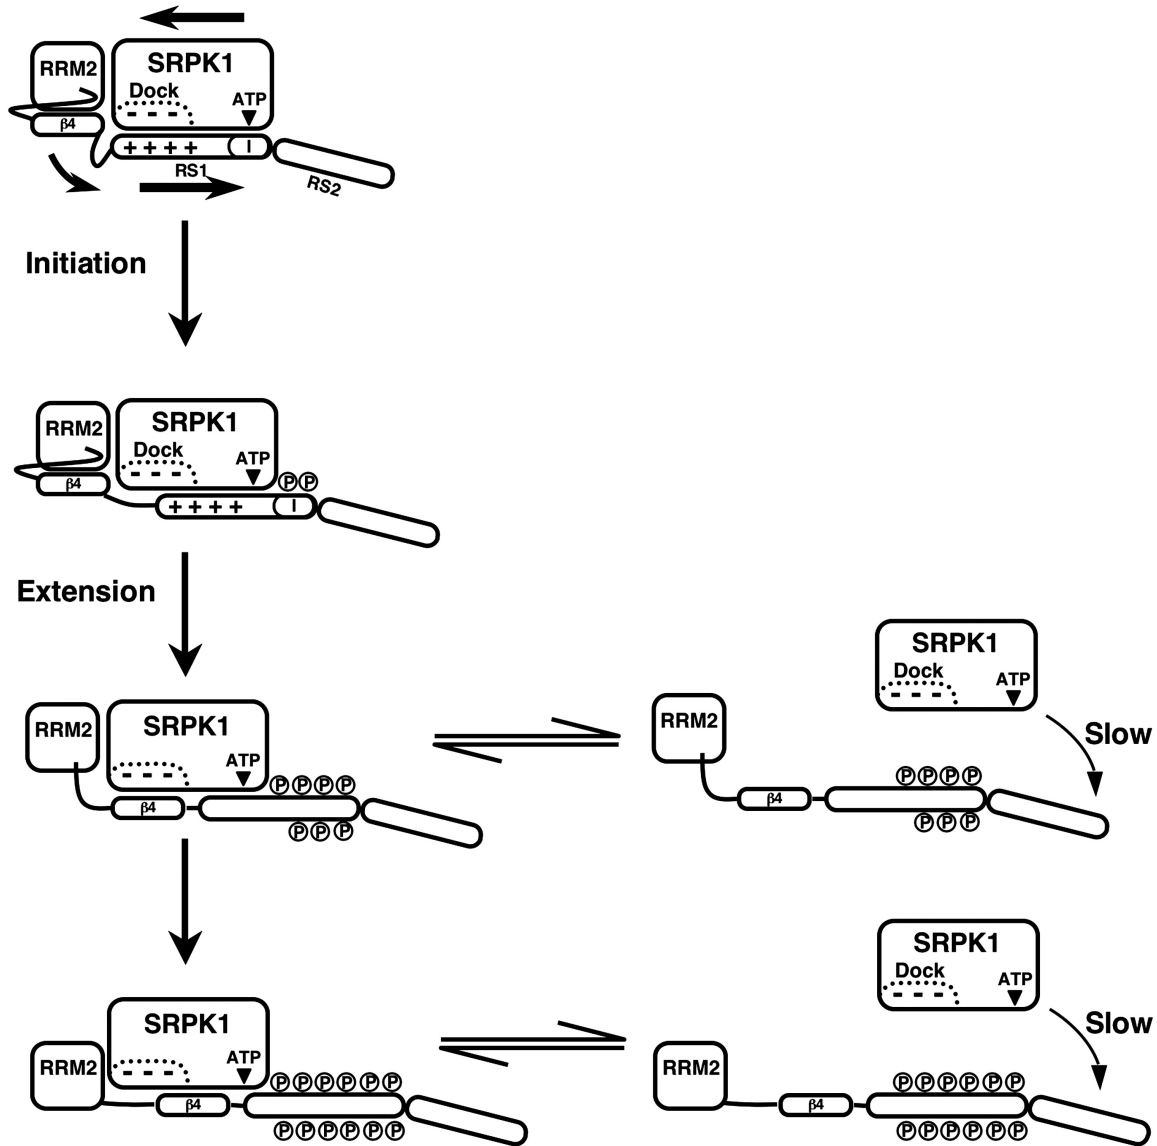 SRPK1
RRM2
Dock
ATP
- - -
β4
+ + + +
I
RS1
RS2
Initiation
SRPK1
RRM2
Dock
ATP
- - -
P P
β4
+ + + +
I
Extension
SRPK1
Dock
ATP
- - -
Slow
RRM2
SRPK1
RRM2
ATP
- - -
P P P P
β4
P P P
P P P P
β4
P P P
SRPK1
Dock
ATP
- - -
Slow
SRPK1
RRM2
ATP
- - -
RRM2
P P P P P P
β4
P P P P P P
P P P P P P
β4
P P P P P P